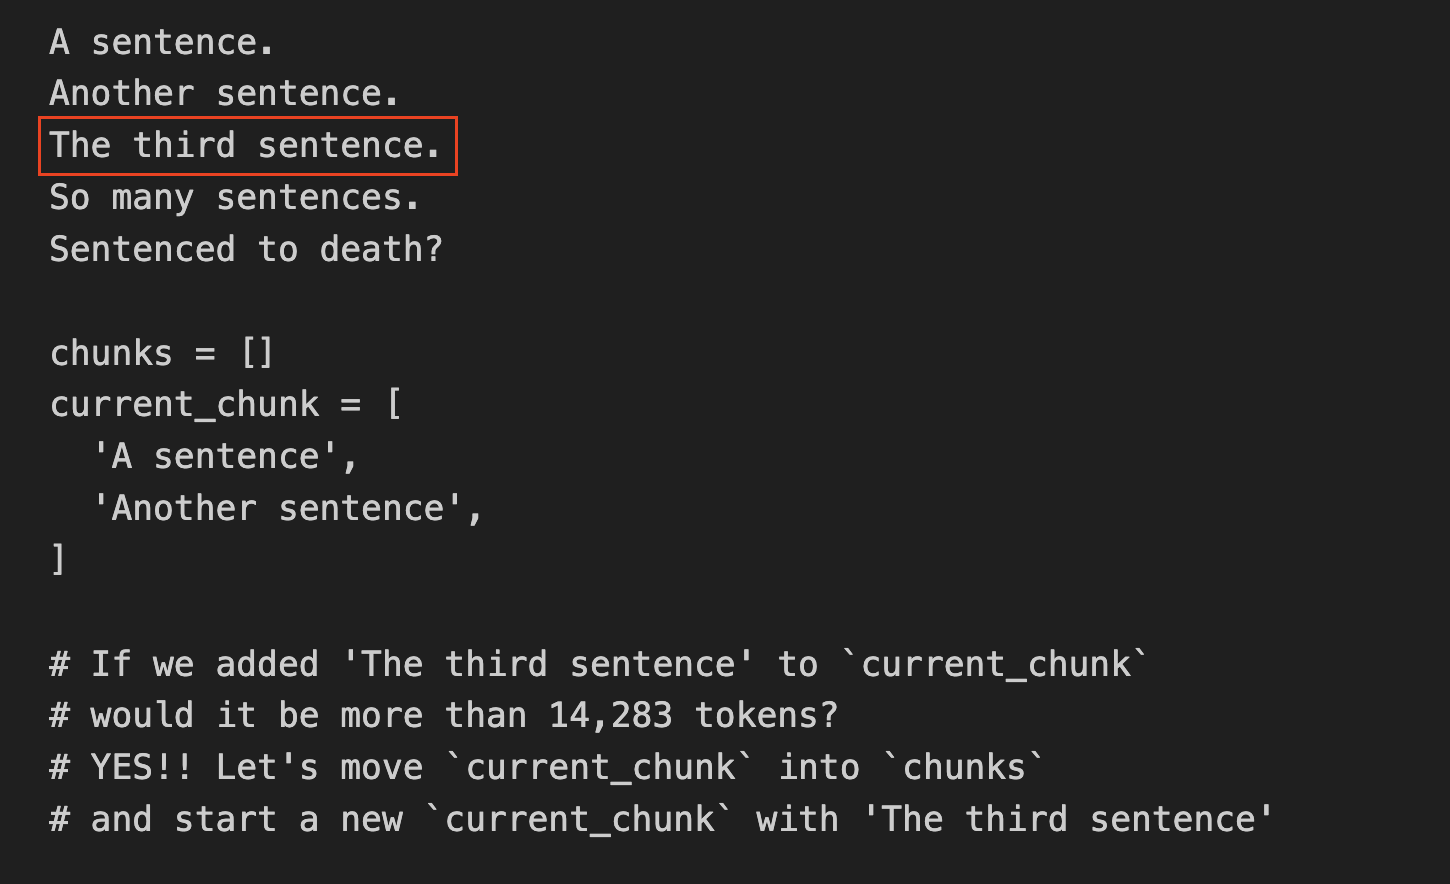 A sentence.
Another sentence.
The third sentence.
So many sentences.
Sentenced to death?

chunks = []
current_chunk = [
  'A sentence',
  'Another sentence',
]

# If we added 'The third sentence' to `current_chunk`
# would it be more than 14,283 tokens?
# YES!! Let's move `current_chunk` into `chunks`
# and start a new `current_chunk` with 'The third sentence'